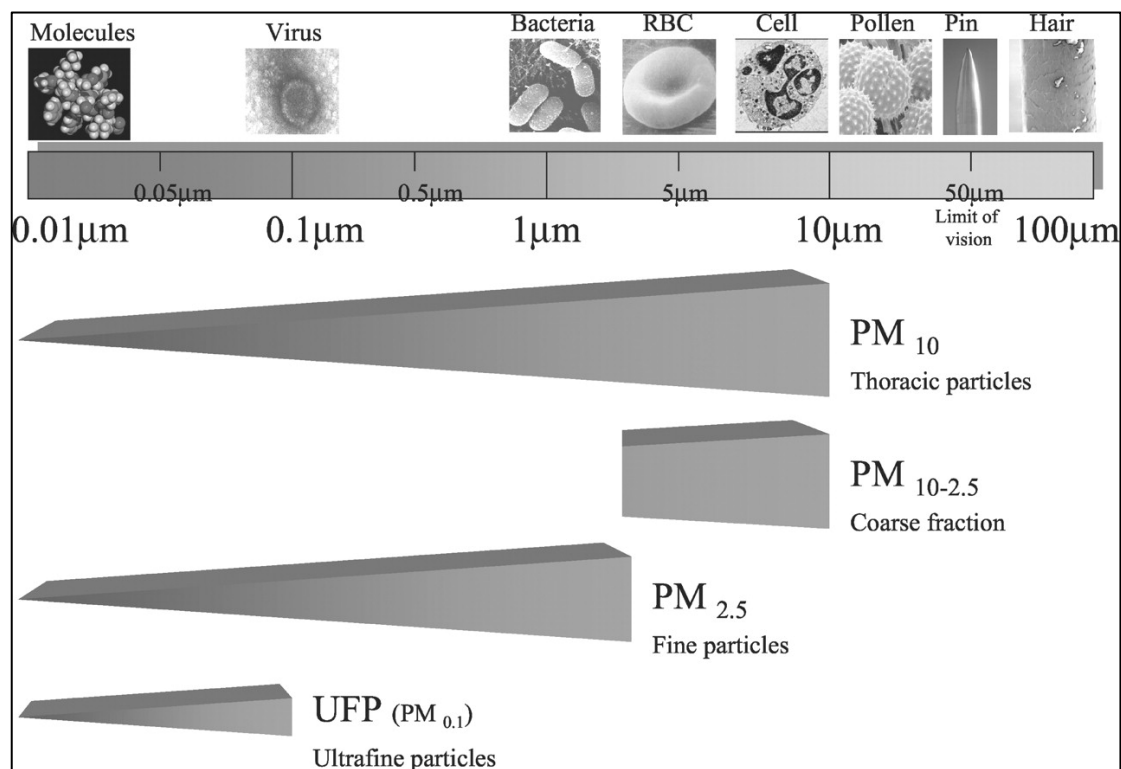 Molecules Virus Bacteria RBC Cell Pollen Pin Hair
0.05μm 0.5μm 5μm 50μm
0.01μm 0.1μm 1μm 10μm Limit of vision 100μm
PM 10
Thoracic particles
PM 10-2.5
Coarse fraction
PM 2.5
Fine particles
UFP (PM 0.1)
Ultrafine particles